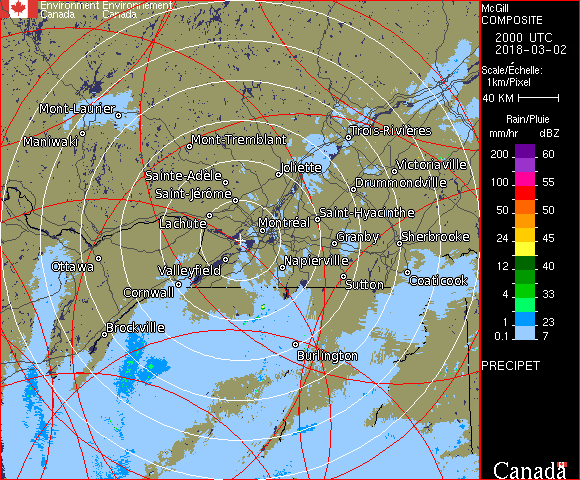 Environment Environnement
Canada Canada
McGill
COMPOSITE
2000 UTC
2018-03-02
Scale/Échelle:
1km/Pixel
40 KM
Rain/Pluie
mm/hr dBZ
200 60
100 55
50 50
24 45
12 40
4 33
1 23
0.1 7
PRECIPET
Canada
Mont-Laurier
Maniwaki
Mont-Tremblant
Trois-Rivières
Joliette
Victoriaville
Sainte-Adèle
Drummondville
Saint-Jérôme
Lachute
Saint-Hyacinthe
Montréal
Granby
Sherbrooke
Ottawa
Valleyfield
Napierville
Cornwall
Sutton
Coaticook
Brockville
Burlington